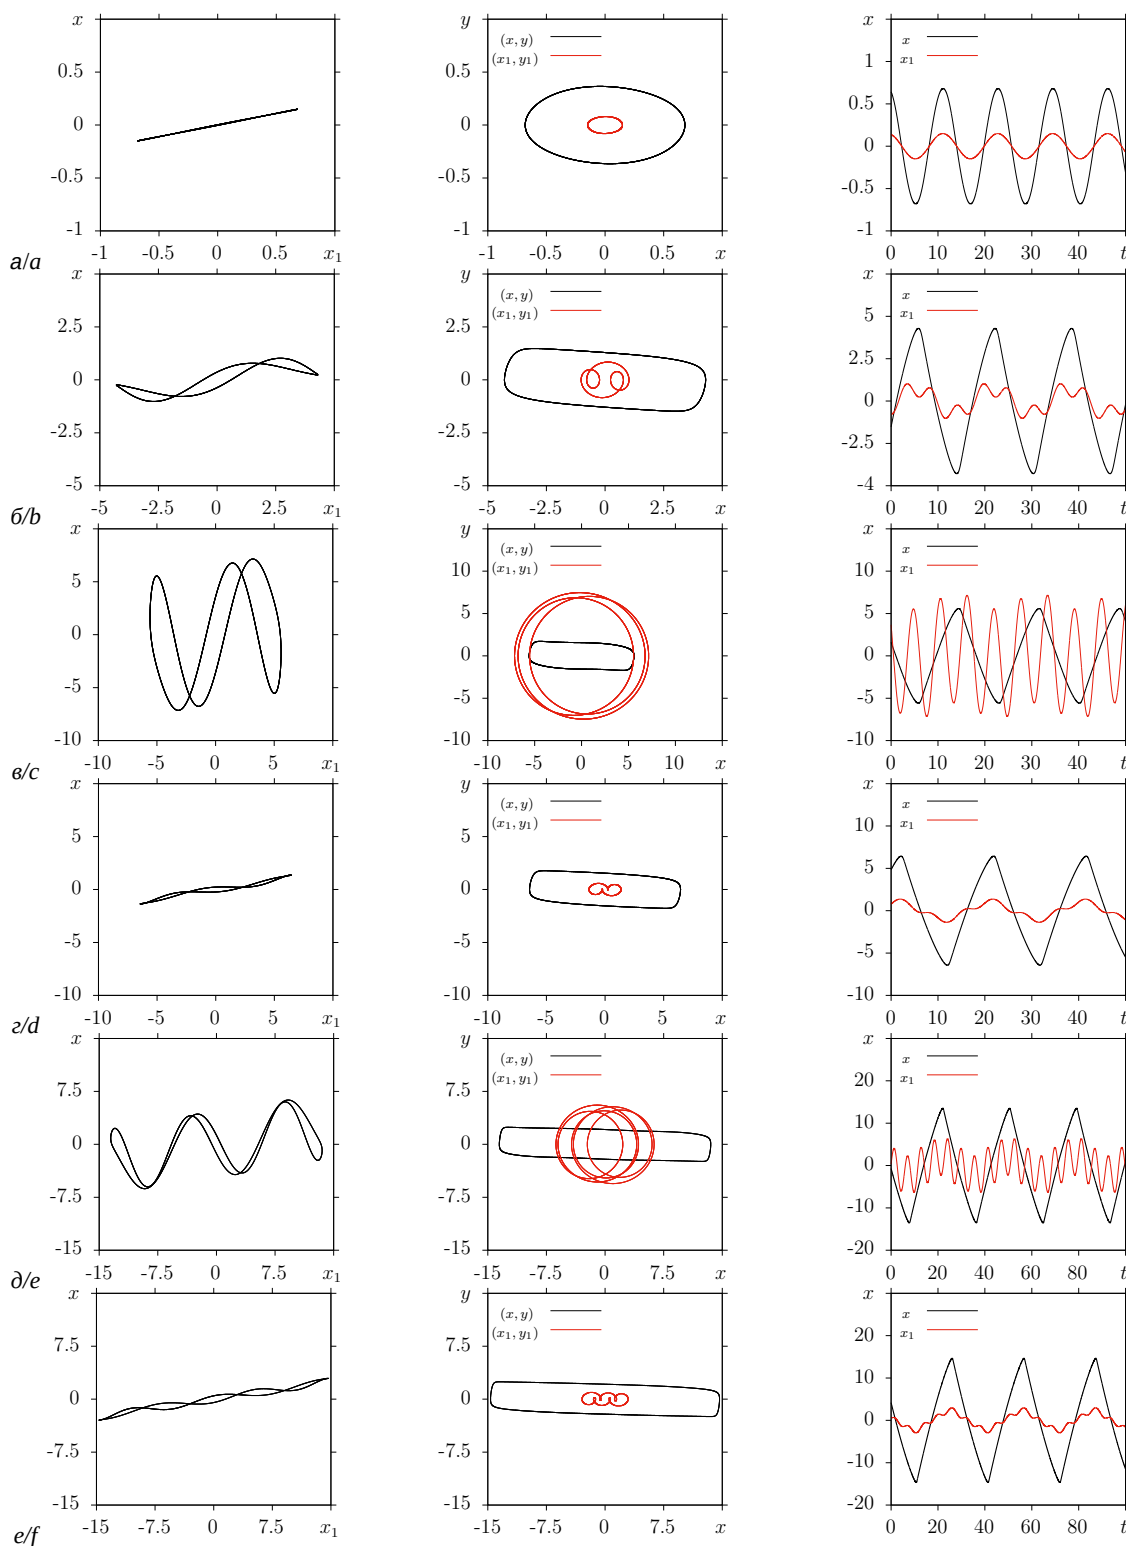 x x y
(x, y) x
(x₁, y₁) x₁
1
0.5 0.5 0.5
0 0 0
-0.5 -0.5 -0.5
-1 -1 -1
-1 -0.5 0 0.5 x₁ -1 -0.5 0 0.5 x 0 10 20 30 40 t
а/a
x y x
(x, y) x
(x₁, y₁) x₁
5
2.5 2.5 2.5
0 0 0
-2.5 -2.5 -2.5
-5 -5 -4
-5 -2.5 0 2.5 x₁ -5 -2.5 0 2.5 x 0 10 20 30 40 t
б/b
x y x
(x, y) x
(x₁, y₁) x₁
5 10 10
0 5 5
-5 0 0
-5 -5
-10 -10 -10
-10 -5 0 5 x₁ -10 -5 0 5 10 x 0 10 20 30 40 t
в/c
x y x
(x, y) x
(x₁, y₁) x₁
10
5 5 5
0 0 0
-5 -5 -5
-10 -10 -10
-10 -5 0 5 x₁ -10 -5 0 5 x 0 10 20 30 40 t
г/d
x y x
(x, y) x
(x₁, y₁) x₁
20
7.5 7.5 10
0 0 0
-7.5 -7.5 -10
-15 -15 -20
-15 -7.5 0 7.5 x₁ -15 -7.5 0 7.5 x 0 20 40 60 80 t
д/e
x y x
(x, y) x
(x₁, y₁) x₁
20
7.5 7.5 10
0 0 0
-7.5 -7.5 -10
-15 -15 -20
-15 -7.5 0 7.5 x₁ -15 -7.5 0 7.5 x 0 20 40 60 80 t
е/f